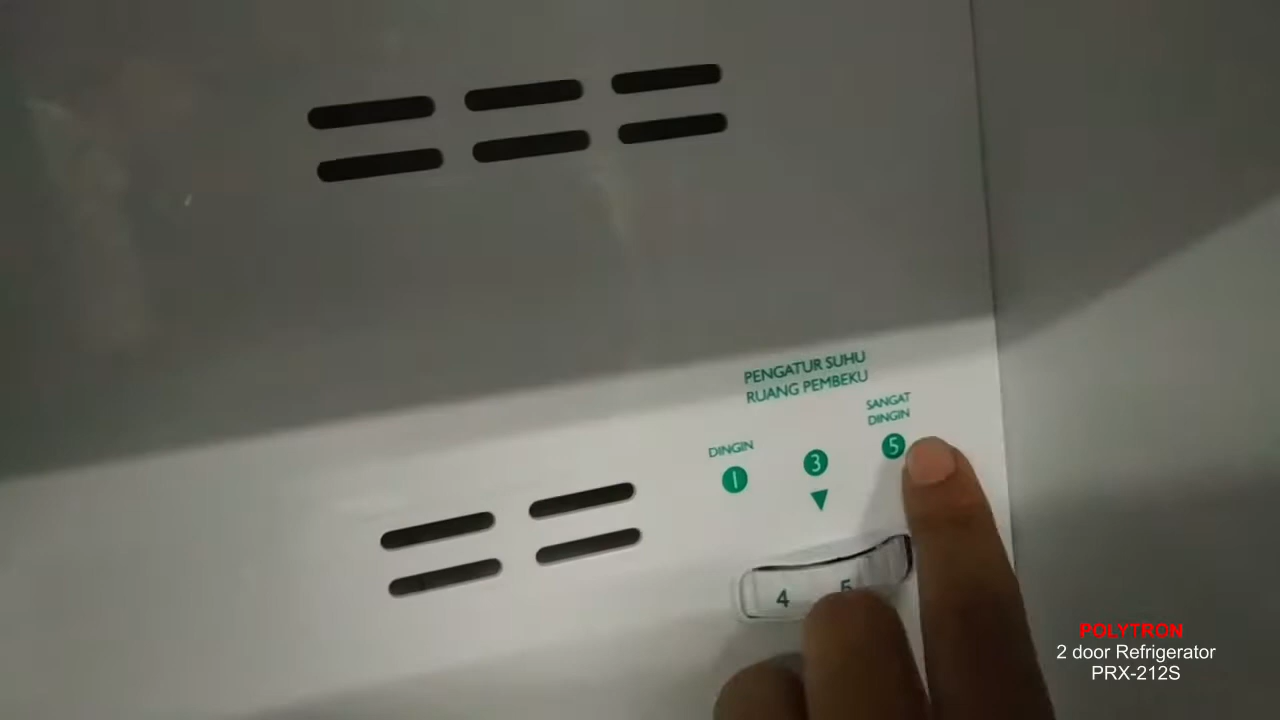 PENGATUR SUHU
RUANG PEMBEKU
SANGAT
DINGIN
DINGIN
1 3 5
4 5
POLYTRON
2 door Refrigerator
PRX-212S